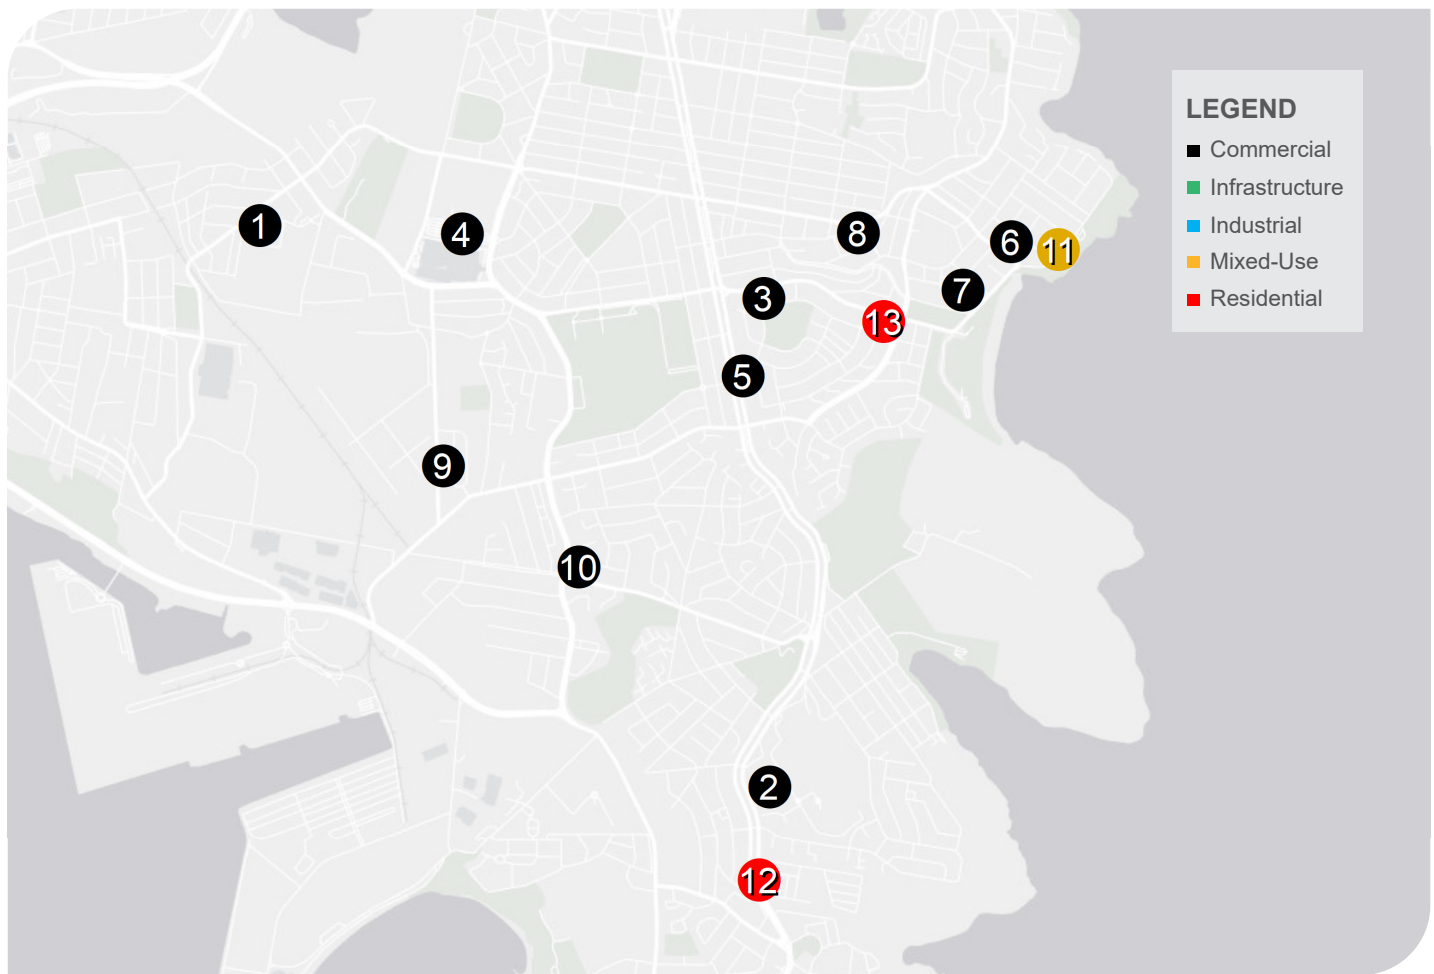 LEGEND
Commercial
Infrastructure
Industrial
Mixed-Use
Residential
1
4
8
6
11
7
3
13
5
9
10
2
12